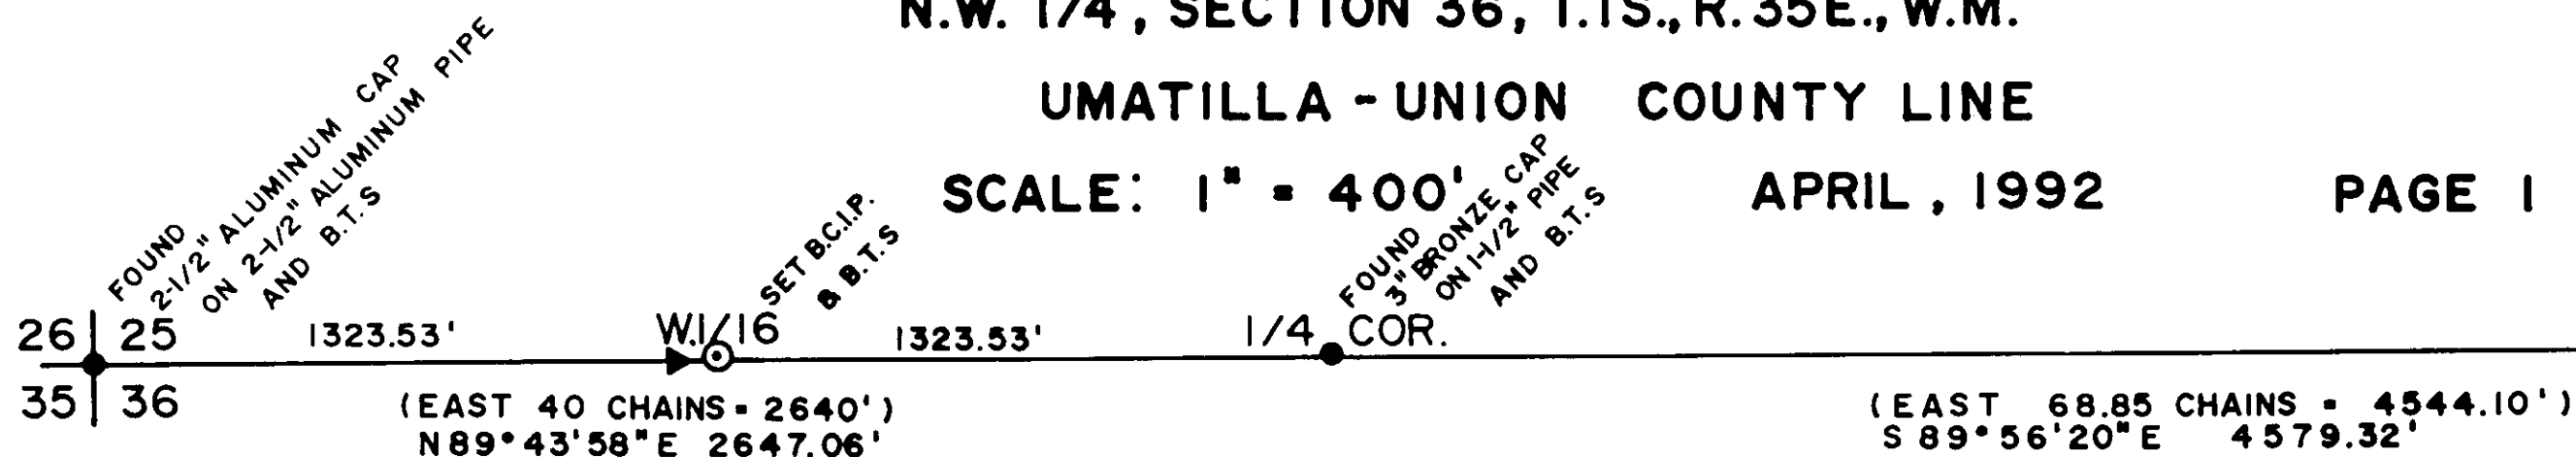 N.W. 1/4, SECTION 36, T.1S., R.35E., W.M.
UMATILLA - UNION COUNTY LINE
SCALE: 1" = 400' APRIL, 1992 PAGE 1
FOUND
2-1/2" ALUMINUM CAP
ON 2-1/2" ALUMINUM PIPE
AND B.T.S
SET B.C.I.P.
& B.T.S
FOUND
3" BRONZE CAP
ON 1-1/2" PIPE
AND B.T.S
26 25 1323.53' W.1/16 1323.53' 1/4 COR.
35 36
(EAST 40 CHAINS = 2640')
N89°43'58"E 2647.06'
(EAST 68.85 CHAINS = 4544.10')
S89°56'20"E 4579.32'